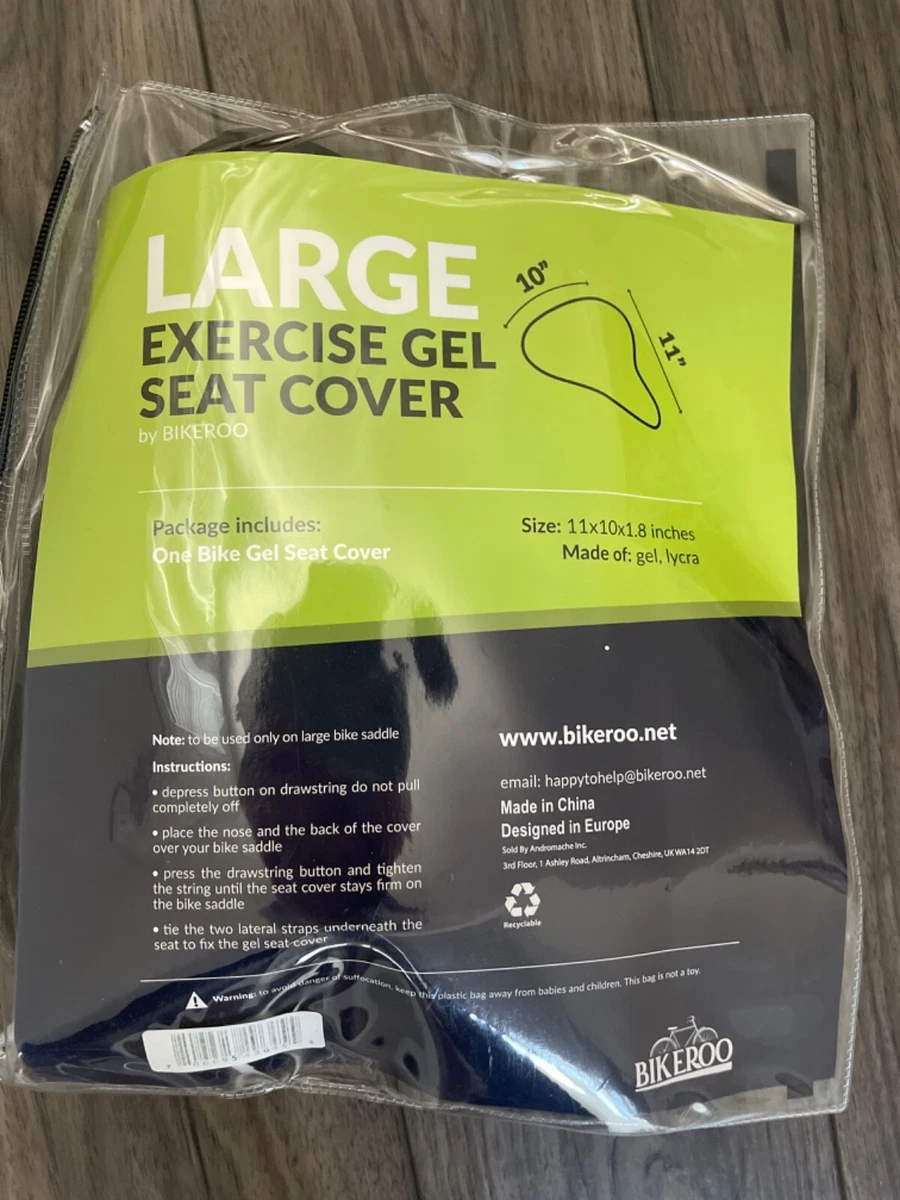 LARGE
EXERCISE GEL
SEAT COVER
by BIKEROO
10”
11”
Package includes:
One Bike Gel Seat Cover
Size: 11x10x1.8 inches
Made of: gel, lycra
Note: to be used only on large bike saddle
Instructions:
• depress button on drawstring do not pull
completely off
• place the nose and the back of the cover
over your bike saddle
• press the drawstring button and tighten
the string until the seat cover stays firm on
the bike saddle
• tie the two lateral straps underneath the
seat to fix the gel seat cover
www.bikeroo.net
email: happytohelp@bikeroo.net
Made in China
Designed in Europe
Sold By Andromache Inc.
3rd Floor, 1 Ashley Road, Altrincham, Cheshire, UK WA14 2DT
Recyclable
Warning: to avoid danger of suffocation, keep this plastic bag away from babies and children. This bag is not a toy.
BIKEROO